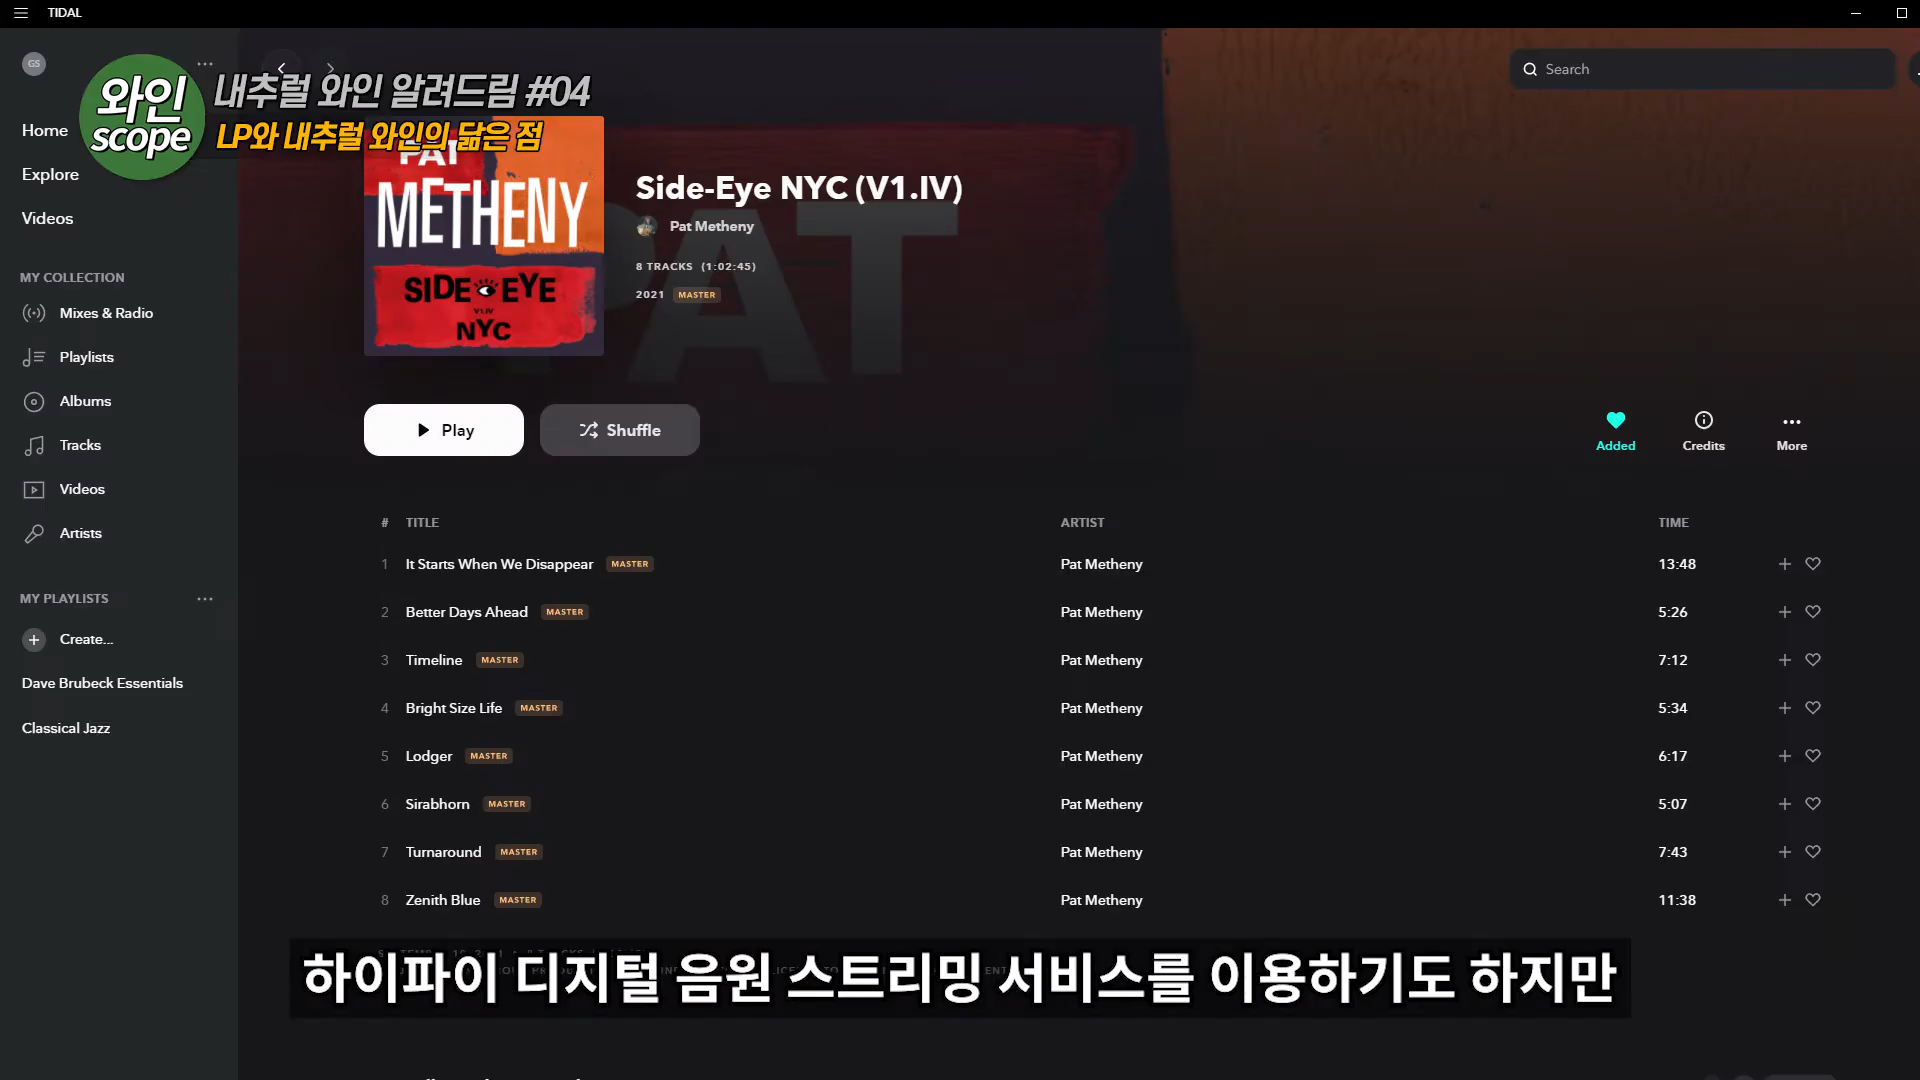 TIDAL
GS
와인
scope
내추럴 와인 알려드림 #04
LP와 내추럴 와인의 닮은 점
Search
Home
Explore
Videos
MY COLLECTION
Mixes & Radio
Playlists
Albums
Tracks
Videos
Artists
MY PLAYLISTS
Create...
Dave Brubeck Essentials
Classical Jazz
PAT
METHENY
SIDE EYE
V1.IV
NYC
PAT
Side-Eye NYC (V1.IV)
Pat Metheny
8 TRACKS (1:02:45)
2021 MASTER
Play
Shuffle
Added
Credits
More
# TITLE ARTIST TIME
1 It Starts When We Disappear MASTER Pat Metheny 13:48
2 Better Days Ahead MASTER Pat Metheny 5:26
3 Timeline MASTER Pat Metheny 7:12
4 Bright Size Life MASTER Pat Metheny 5:34
5 Lodger MASTER Pat Metheny 6:17
6 Sirabhorn MASTER Pat Metheny 5:07
7 Turnaround MASTER Pat Metheny 7:43
8 Zenith Blue MASTER Pat Metheny 11:38
하이파이 디지털 음원 스트리밍 서비스를 이용하기도 하지만